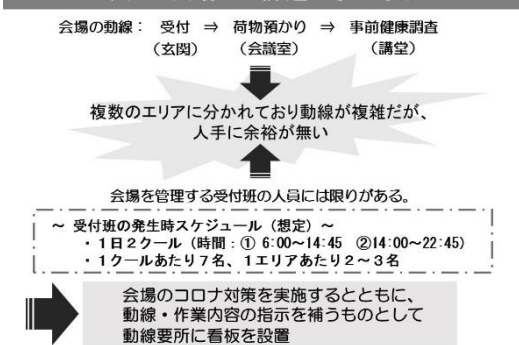 会場の動線： 受付 ⇒ 荷物預かり ⇒ 事前健康調査
（玄関） （会議室） （講堂）
複数のエリアに分かれており動線が複雑だが、
人手に余裕が無い
会場を管理する受付班の人員には限りがある。
～ 受付班の発生時スケジュール（想定）～
・１日２クール（時間：① 6:00～14:45 ②14:00～22:45）
・１クールあたり７名、１エリアあたり２～３名
会場のコロナ対策を実施するとともに、
動線・作業内容の指示を補うものとして
動線要所に看板を設置